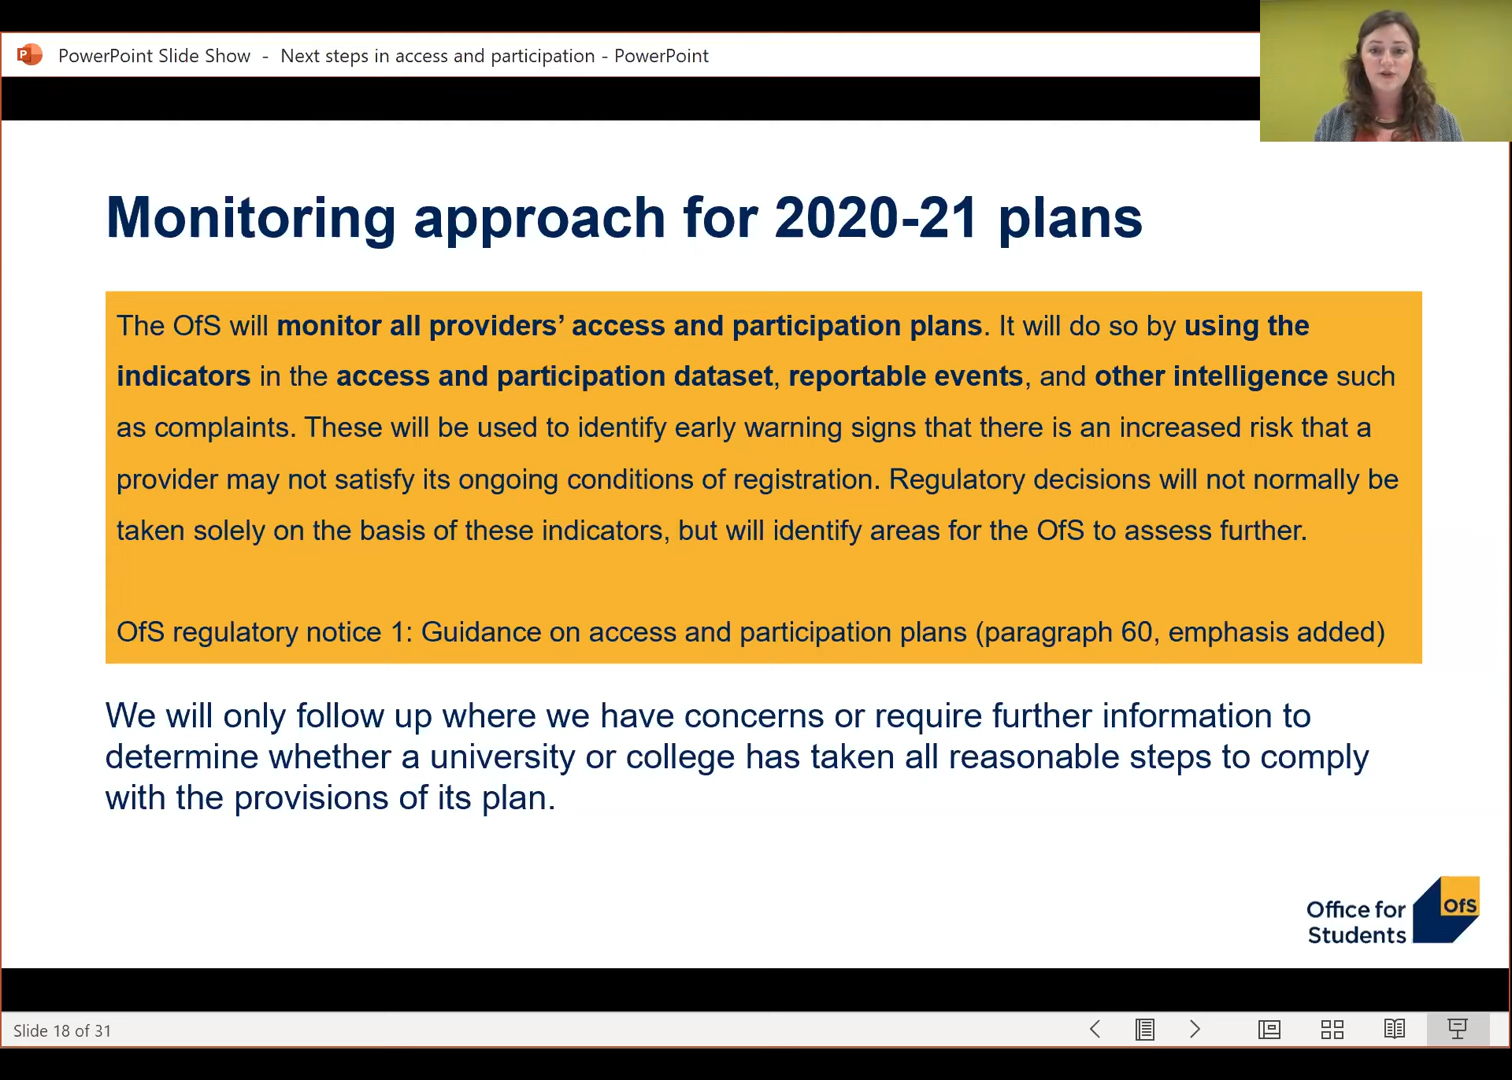 PowerPoint Slide Show - Next steps in access and participation - PowerPoint
Monitoring approach for 2020-21 plans
The OfS will monitor all providers’ access and participation plans. It will do so by using the
indicators in the access and participation dataset, reportable events, and other intelligence such
as complaints. These will be used to identify early warning signs that there is an increased risk that a
provider may not satisfy its ongoing conditions of registration. Regulatory decisions will not normally be
taken solely on the basis of these indicators, but will identify areas for the OfS to assess further.
OfS regulatory notice 1: Guidance on access and participation plans (paragraph 60, emphasis added)
We will only follow up where we have concerns or require further information to
determine whether a university or college has taken all reasonable steps to comply
with the provisions of its plan.
Office for
Students
OfS
Slide 18 of 31